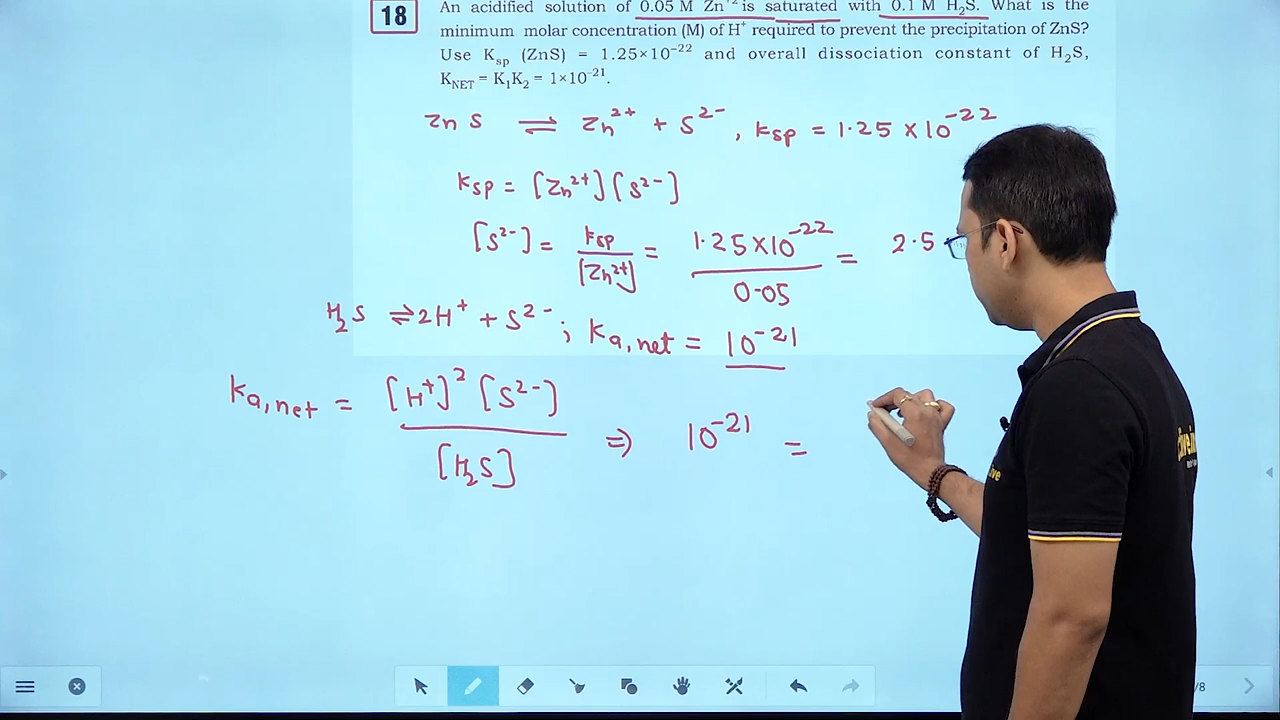 18
An acidified solution of 0.05 M Zn⁺² is saturated with 0.1 M H₂S. What is the
minimum molar concentration (M) of H⁺ required to prevent the precipitation of ZnS?
Use Kₛₚ (ZnS) = 1.25×10⁻²² and overall dissociation constant of H₂S,
K_NET = K₁K₂ = 1×10⁻²¹.
Zn S ⇌ Zn²⁺ + S²⁻, Ksp = 1.25 × 10⁻²²
Ksp = [Zn²⁺][S²⁻]
[S²⁻] = Ksp/[Zn²⁺] = 1.25×10⁻²²/0.05 = 2.5
H₂S ⇌ 2H⁺ + S²⁻ ; Ka,net = 10⁻²¹
Ka,net = [H⁺]² [S²⁻]/[H₂S] ⇒ 10⁻²¹ =
/8